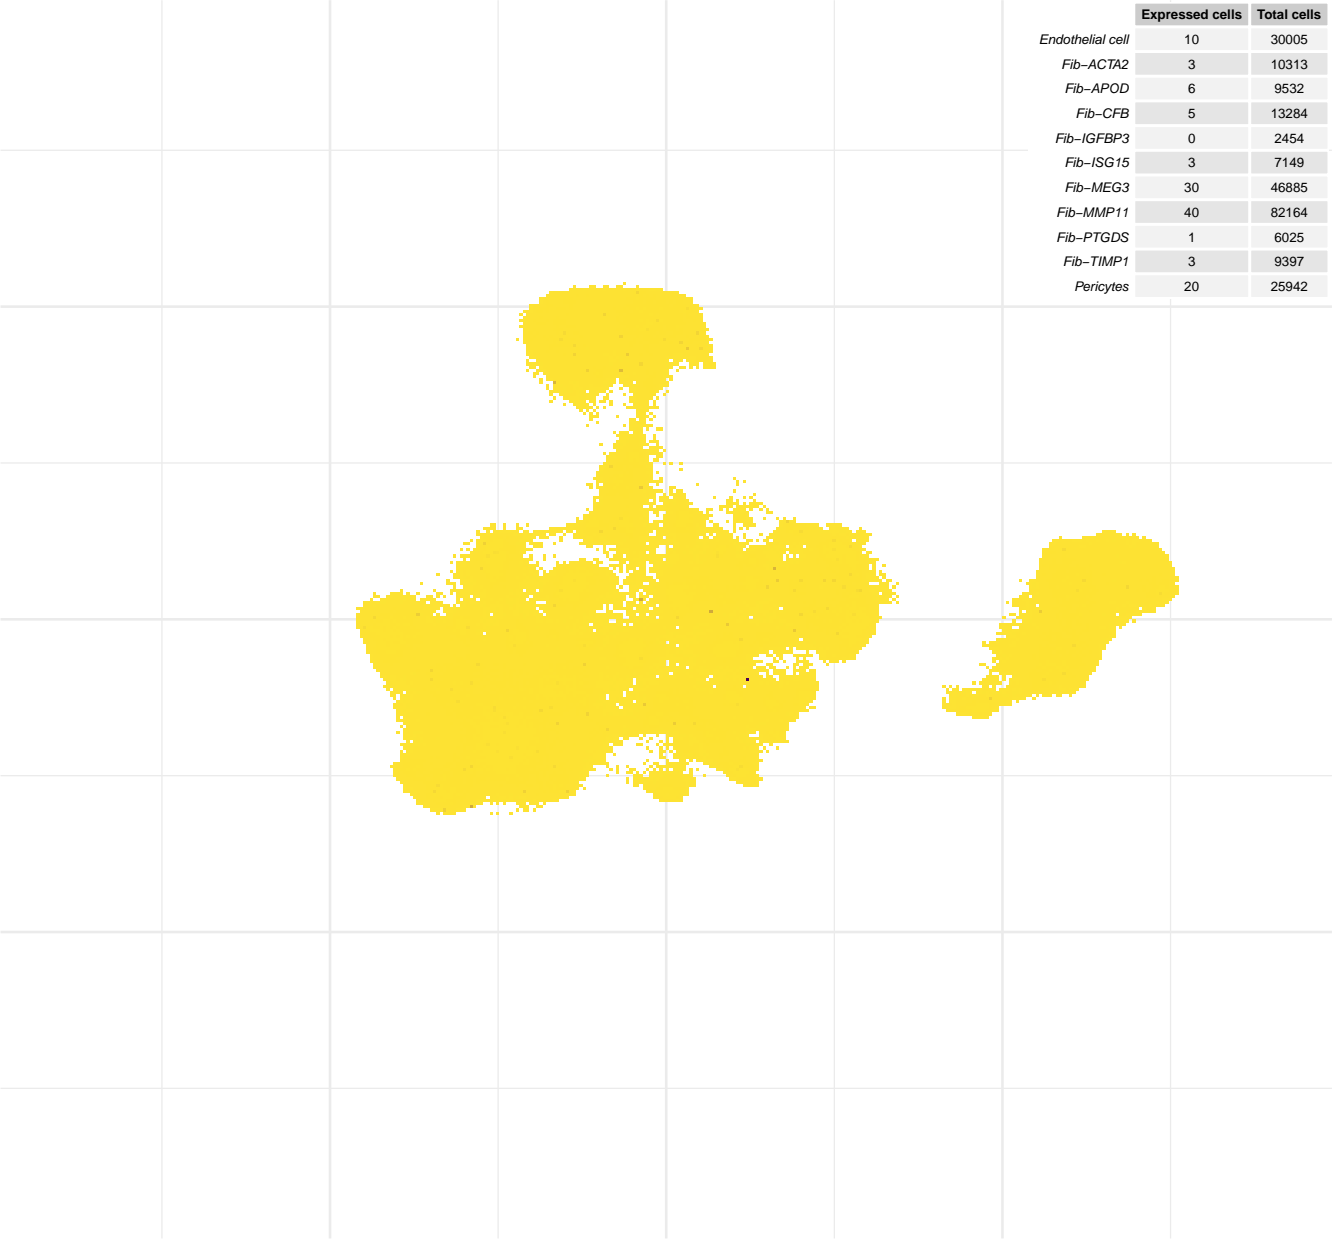 Expressed cells Total cells
Endothelial cell 10 30005
Fib−ACTA2 3 10313
Fib−APOD 6 9532
Fib−CFB 5 13284
Fib−IGFBP3 0 2454
Fib−ISG15 3 7149
Fib−MEG3 30 46885
Fib−MMP11 40 82164
Fib−PTGDS 1 6025
Fib−TIMP1 3 9397
Pericytes 20 25942